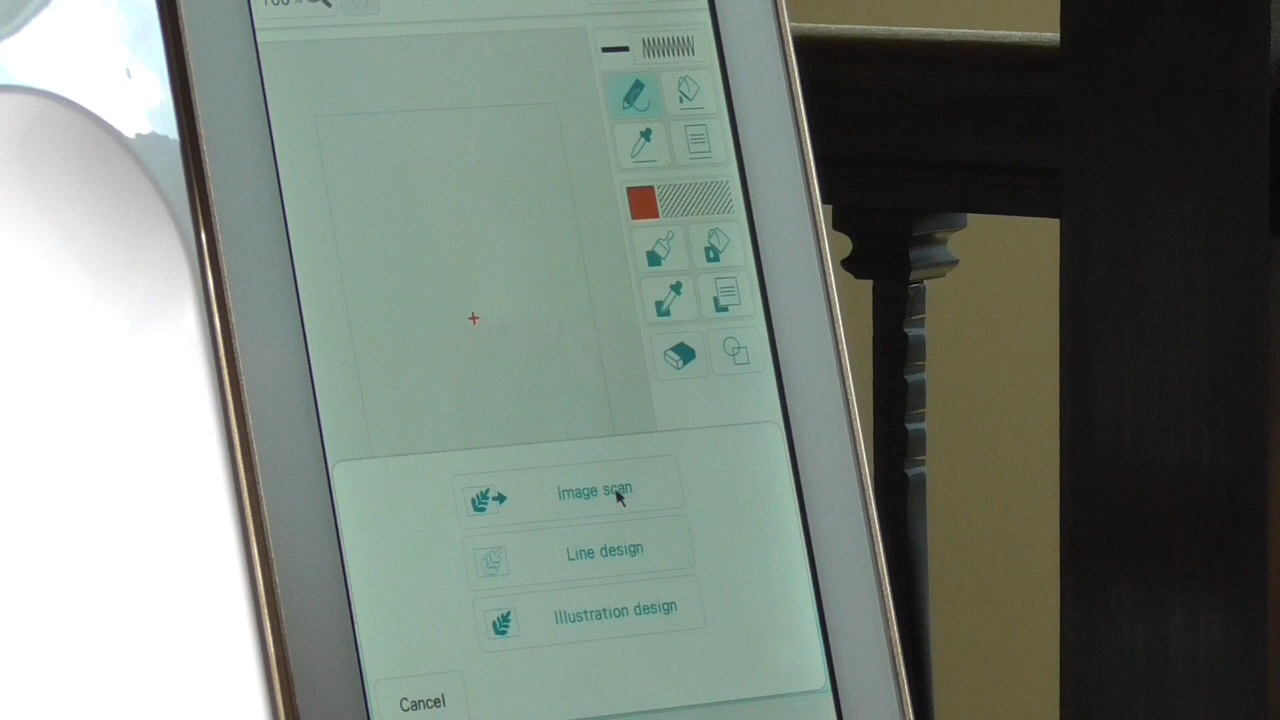 Image scan
Line design
Illustration design
Cancel